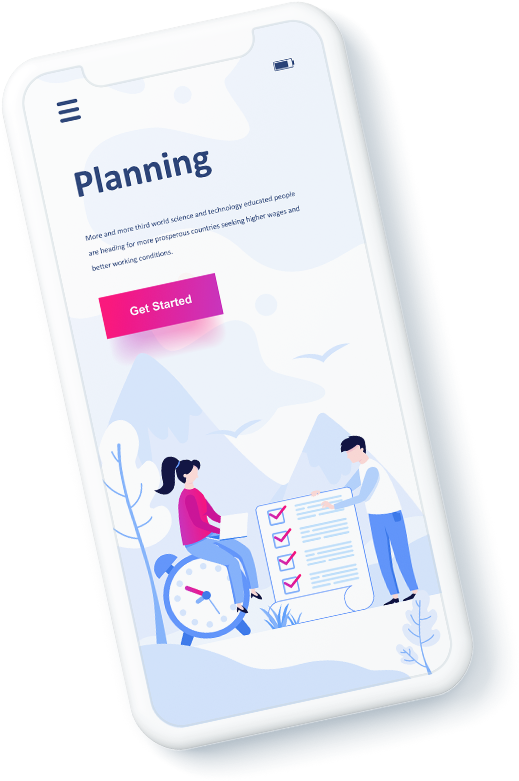 Planning
More and more third world science and technology educated people
are heading for more prosperous countries seeking higher wages and
better working conditions.
Get Started